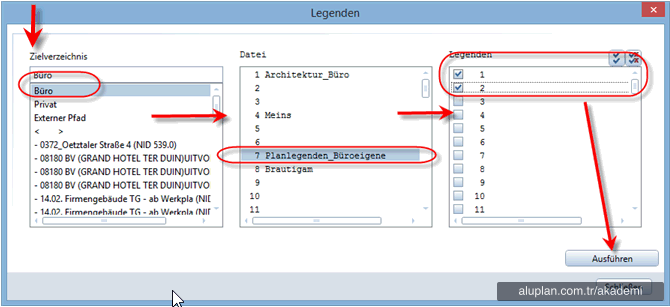 Legenden
Zielverzeichnis
Büro
Büro
Privat
Externer Pfad
< >
- 0372_Oetztaler Straße 4 (NID 539.0)
- 08180 BV (GRAND HOTEL TER DUIN)UITVO
- 08180 BV (GRAND HOTEL TER DUIN)UITVO
- 08180 BV (GRAND HOTEL TER DUIN)UITVO
- 14.02. Firmengebäude TG - ab Werkpla (NID
- 14.02. Firmengebäude TG - ab Werkpla (NID
Datei
1 Architektur_Büro
2
3
4 Meins
5
6
7 Planlegenden_Büroeigene
8 Brautigam
9
10
11
Legenden
1
2
3
4
5
6
7
8
9
10
11
Ausführen
aluplan.com.tr/akademi